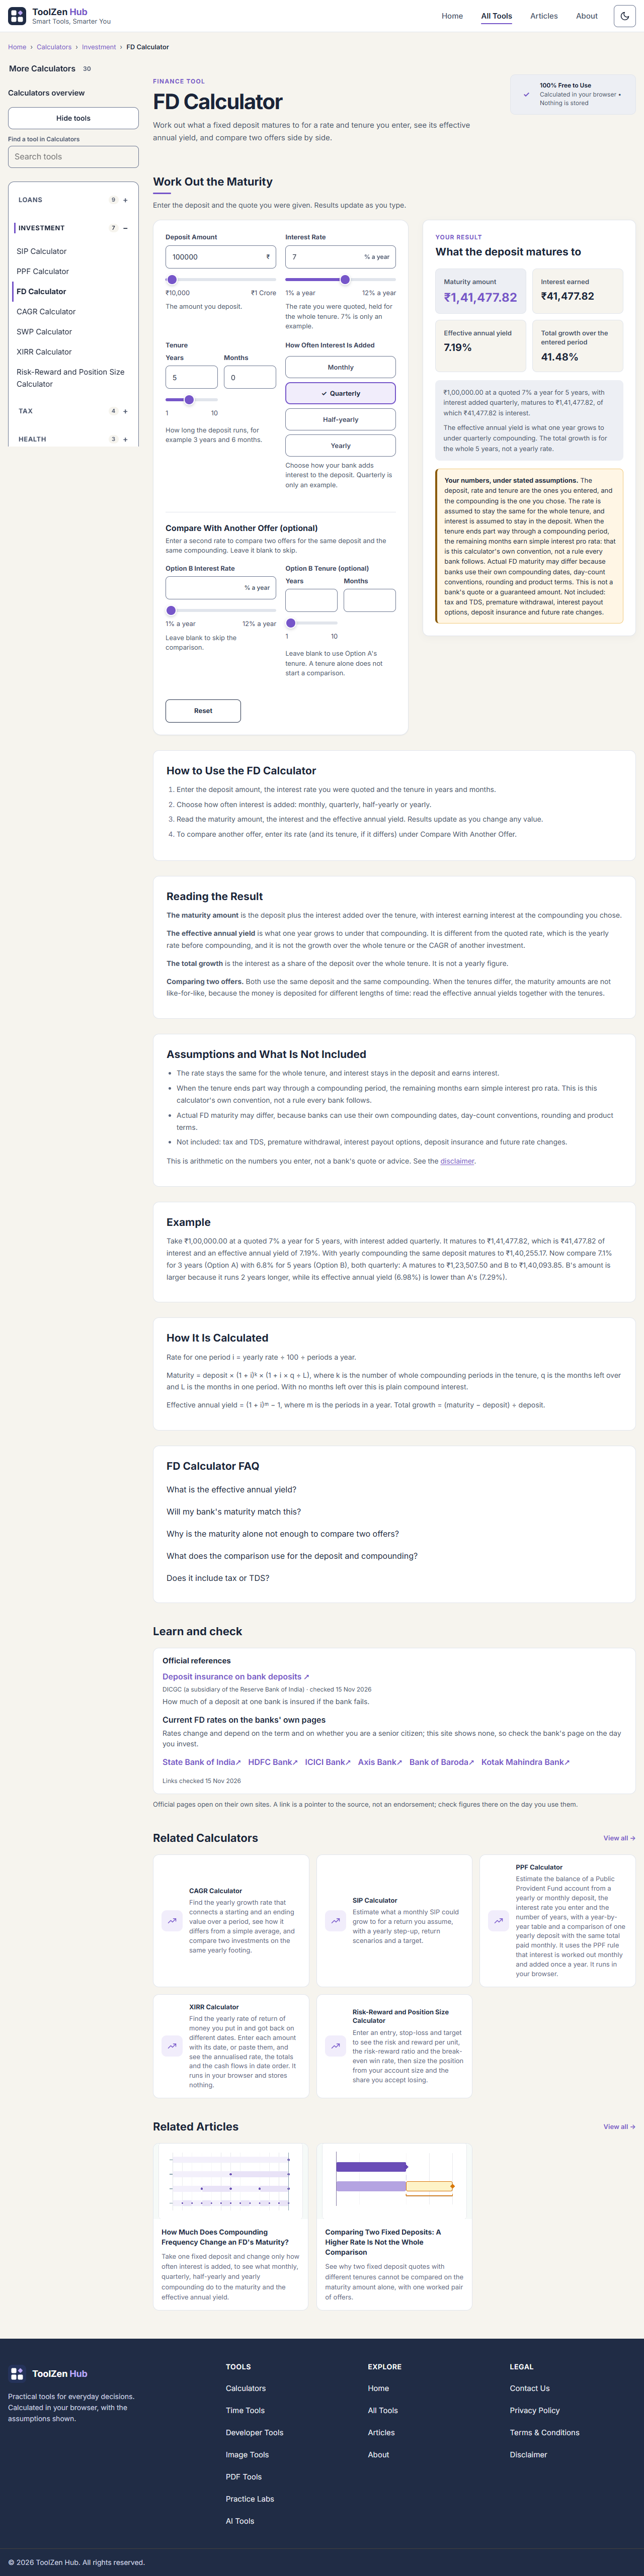 ToolZen Hub
Smart Tools, Smarter You
Home
All Tools
Articles
About
Home › Calculators › Investment › FD Calculator
More Calculators 30
Calculators overview
Hide tools
Find a tool in Calculators
Search tools
LOANS 9 +
INVESTMENT 7 −
SIP Calculator
PPF Calculator
FD Calculator
CAGR Calculator
SWP Calculator
XIRR Calculator
Risk-Reward and Position Size
Calculator
TAX 4 +
HEALTH 3 +
FINANCE TOOL
FD Calculator
Work out what a fixed deposit matures to for a rate and tenure you enter, see its effective
annual yield, and compare two offers side by side.
✓
100% Free to Use
Calculated in your browser •
Nothing is stored
Work Out the Maturity
Enter the deposit and the quote you were given. Results update as you type.
Deposit Amount
100000 ₹
₹10,000 ₹1 Crore
The amount you deposit.
Interest Rate
7 % a year
1% a year 12% a year
The rate you were quoted, held for
the whole tenure. 7% is only an
example.
Tenure
Years Months
5 0
1 10
How long the deposit runs, for
example 3 years and 6 months.
How Often Interest Is Added
Monthly
✓ Quarterly
Half-yearly
Yearly
Choose how your bank adds
interest to the deposit. Quarterly is
only an example.
Compare With Another Offer (optional)
Enter a second rate to compare two offers for the same deposit and the
same compounding. Leave it blank to skip.
Option B Interest Rate
% a year
1% a year 12% a year
Leave blank to skip the
comparison.
Option B Tenure (optional)
Years Months
1 10
Leave blank to use Option A's
tenure. A tenure alone does not
start a comparison.
Reset
YOUR RESULT
What the deposit matures to
Maturity amount
₹1,41,477.82
Interest earned
₹41,477.82
Effective annual yield
7.19%
Total growth over the
entered period
41.48%
₹1,00,000.00 at a quoted 7% a year for 5 years, with
interest added quarterly, matures to ₹1,41,477.82, of
which ₹41,477.82 is interest.
The effective annual yield is what one year grows to
under quarterly compounding. The total growth is for
the whole 5 years, not a yearly rate.
Your numbers, under stated assumptions. The
deposit, rate and tenure are the ones you entered, and
the compounding is the one you chose. The rate is
assumed to stay the same for the whole tenure, and
interest is assumed to stay in the deposit. When the
tenure ends part way through a compounding period,
the remaining months earn simple interest pro rata: that
is this calculator's own convention, not a rule every bank
follows. Actual FD maturity may differ because
banks use their own compounding dates, day-count
conventions, rounding and product terms. This is not a
bank's quote or a guaranteed amount. Not included:
tax and TDS, premature withdrawal, interest payout
options, deposit insurance and future rate changes.
How to Use the FD Calculator
1. Enter the deposit amount, the interest rate you were quoted and the tenure in years and months.
2. Choose how often interest is added: monthly, quarterly, half-yearly or yearly.
3. Read the maturity amount, the interest and the effective annual yield. Results update as you change any value.
4. To compare another offer, enter its rate (and its tenure, if it differs) under Compare With Another Offer.
Reading the Result
The maturity amount is the deposit plus the interest added over the tenure, with interest earning interest at the compounding you chose.
The effective annual yield is what one year grows to under that compounding. It is different from the quoted rate, which is the yearly
rate before compounding, and it is not the growth over the whole tenure or the CAGR of another investment.
The total growth is the interest as a share of the deposit over the whole tenure. It is not a yearly figure.
Comparing two offers. Both use the same deposit and the same compounding. When the tenures differ, the maturity amounts are not
like-for-like, because the money is deposited for different lengths of time: read the effective annual yields together with the tenures.
Assumptions and What Is Not Included
• The rate stays the same for the whole tenure, and interest stays in the deposit and earns interest.
• When the tenure ends part way through a compounding period, the remaining months earn simple interest pro rata. This is this
calculator's own convention, not a rule every bank follows.
• Actual FD maturity may differ, because banks can use their own compounding dates, day-count conventions, rounding and product
terms.
• Not included: tax and TDS, premature withdrawal, interest payout options, deposit insurance and future rate changes.
This is arithmetic on the numbers you enter, not a bank's quote or advice. See the disclaimer.
Example
Take ₹1,00,000.00 at a quoted 7% a year for 5 years, with interest added quarterly. It matures to ₹1,41,477.82, which is ₹41,477.82 of
interest and an effective annual yield of 7.19%. With yearly compounding the same deposit matures to ₹1,40,255.17. Now compare 7.1%
for 3 years (Option A) with 6.8% for 5 years (Option B), both quarterly: A matures to ₹1,23,507.50 and B to ₹1,40,093.85. B's amount is
larger because it runs 2 years longer, while its effective annual yield (6.98%) is lower than A's (7.29%).
How It Is Calculated
Rate for one period i = yearly rate ÷ 100 ÷ periods a year.
Maturity = deposit × (1 + i)ᵏ × (1 + i × q ÷ L), where k is the number of whole compounding periods in the tenure, q is the months left over
and L is the months in one period. With no months left over this is plain compound interest.
Effective annual yield = (1 + i)ᵐ − 1, where m is the periods in a year. Total growth = (maturity − deposit) ÷ deposit.
FD Calculator FAQ
What is the effective annual yield?
Will my bank's maturity match this?
Why is the maturity alone not enough to compare two offers?
What does the comparison use for the deposit and compounding?
Does it include tax or TDS?
Learn and check
Official references
Deposit insurance on bank deposits ↗
DICGC (a subsidiary of the Reserve Bank of India) · checked 15 Nov 2026
How much of a deposit at one bank is insured if the bank fails.
Current FD rates on the banks' own pages
Rates change and depend on the term and on whether you are a senior citizen; this site shows none, so check the bank's page on the day
you invest.
State Bank of India↗ HDFC Bank↗ ICICI Bank↗ Axis Bank↗ Bank of Baroda↗ Kotak Mahindra Bank↗
Links checked 15 Nov 2026
Official pages open on their own sites. A link is a pointer to the source, not an endorsement; check figures there on the day you use them.
Related Calculators
View all →
CAGR Calculator
Find the yearly growth rate that
connects a starting and an ending
value over a period, see how it
differs from a simple average, and
compare two investments on the
same yearly footing.
SIP Calculator
Estimate what a monthly SIP could
grow to for a return you assume,
with a yearly step-up, return
scenarios and a target.
PPF Calculator
Estimate the balance of a Public
Provident Fund account from a
yearly or monthly deposit, the
interest rate you enter and the
number of years, with a year-by-
year table and a comparison of one
yearly deposit with the same total
paid monthly. It uses the PPF rule
that interest is worked out monthly
and added once a year. It runs in
your browser.
XIRR Calculator
Find the yearly rate of return of
money you put in and got back on
different dates. Enter each amount
with its date, or paste them, and
see the annualised rate, the totals
and the cash flows in date order. It
runs in your browser and stores
nothing.
Risk-Reward and Position Size
Calculator
Enter an entry, stop-loss and target
to see the risk and reward per unit,
the risk-reward ratio and the break-
even win rate, then size the position
from your account size and the
share you accept losing.
Related Articles
View all →
How Much Does Compounding
Frequency Change an FD's Maturity?
Take one fixed deposit and change only how
often interest is added, to see what monthly,
quarterly, half-yearly and yearly
compounding do to the maturity and the
effective annual yield.
Comparing Two Fixed Deposits: A
Higher Rate Is Not the Whole
Comparison
See why two fixed deposit quotes with
different tenures cannot be compared on the
maturity amount alone, with one worked pair
of offers.
ToolZen Hub
Practical tools for everyday decisions.
Calculated in your browser, with the
assumptions shown.
TOOLS
Calculators
Time Tools
Developer Tools
Image Tools
PDF Tools
Practice Labs
AI Tools
EXPLORE
Home
All Tools
Articles
About
LEGAL
Contact Us
Privacy Policy
Terms & Conditions
Disclaimer
© 2026 ToolZen Hub. All rights reserved.